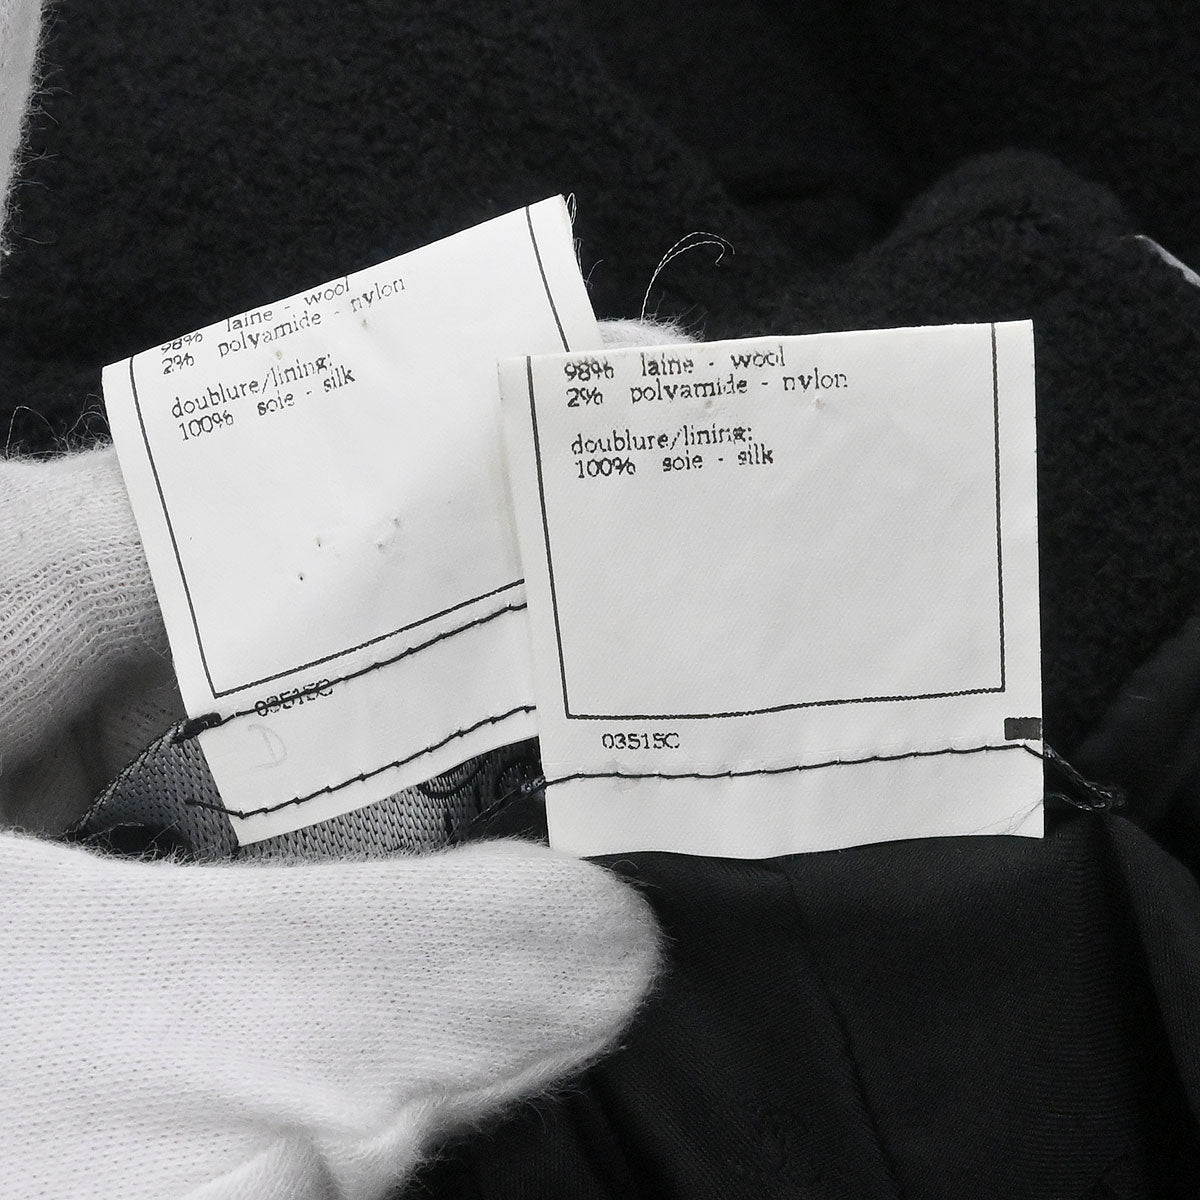 98% laine - wool
2% polyamide - nylon
doublure/lining:
100% soie - silk
03515C
D
98% laine - wool
2% polyamide - nylon
doublure/lining:
100% soie - silk
03515C